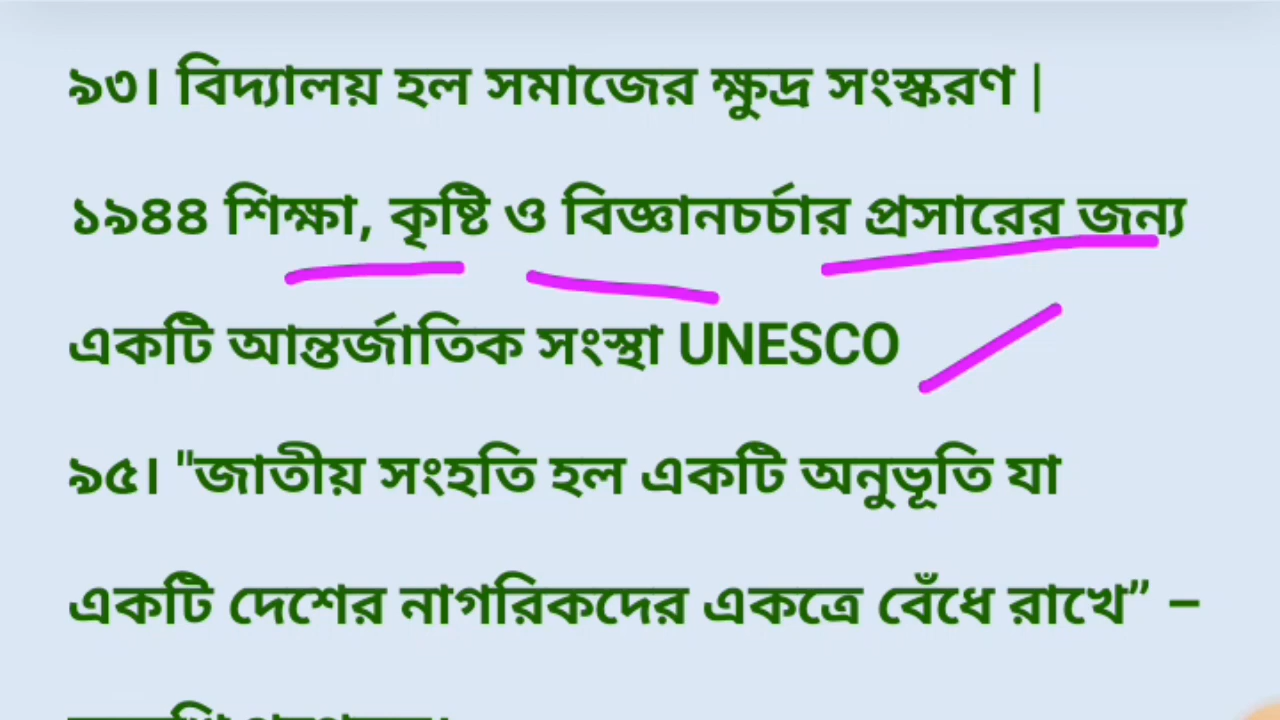 ৯৩। বিদ্যালয় হল সমাজের ক্ষুদ্র সংস্করণ |
১৯৪৪ শিক্ষা, কৃষ্টি ও বিজ্ঞানচর্চার প্রসারের জন্য
একটি আন্তর্জাতিক সংস্থা UNESCO
৯৫। "জাতীয় সংহতি হল একটি অনুভূতি যা
একটি দেশের নাগরিকদের একত্রে বেঁধে রাখে” –